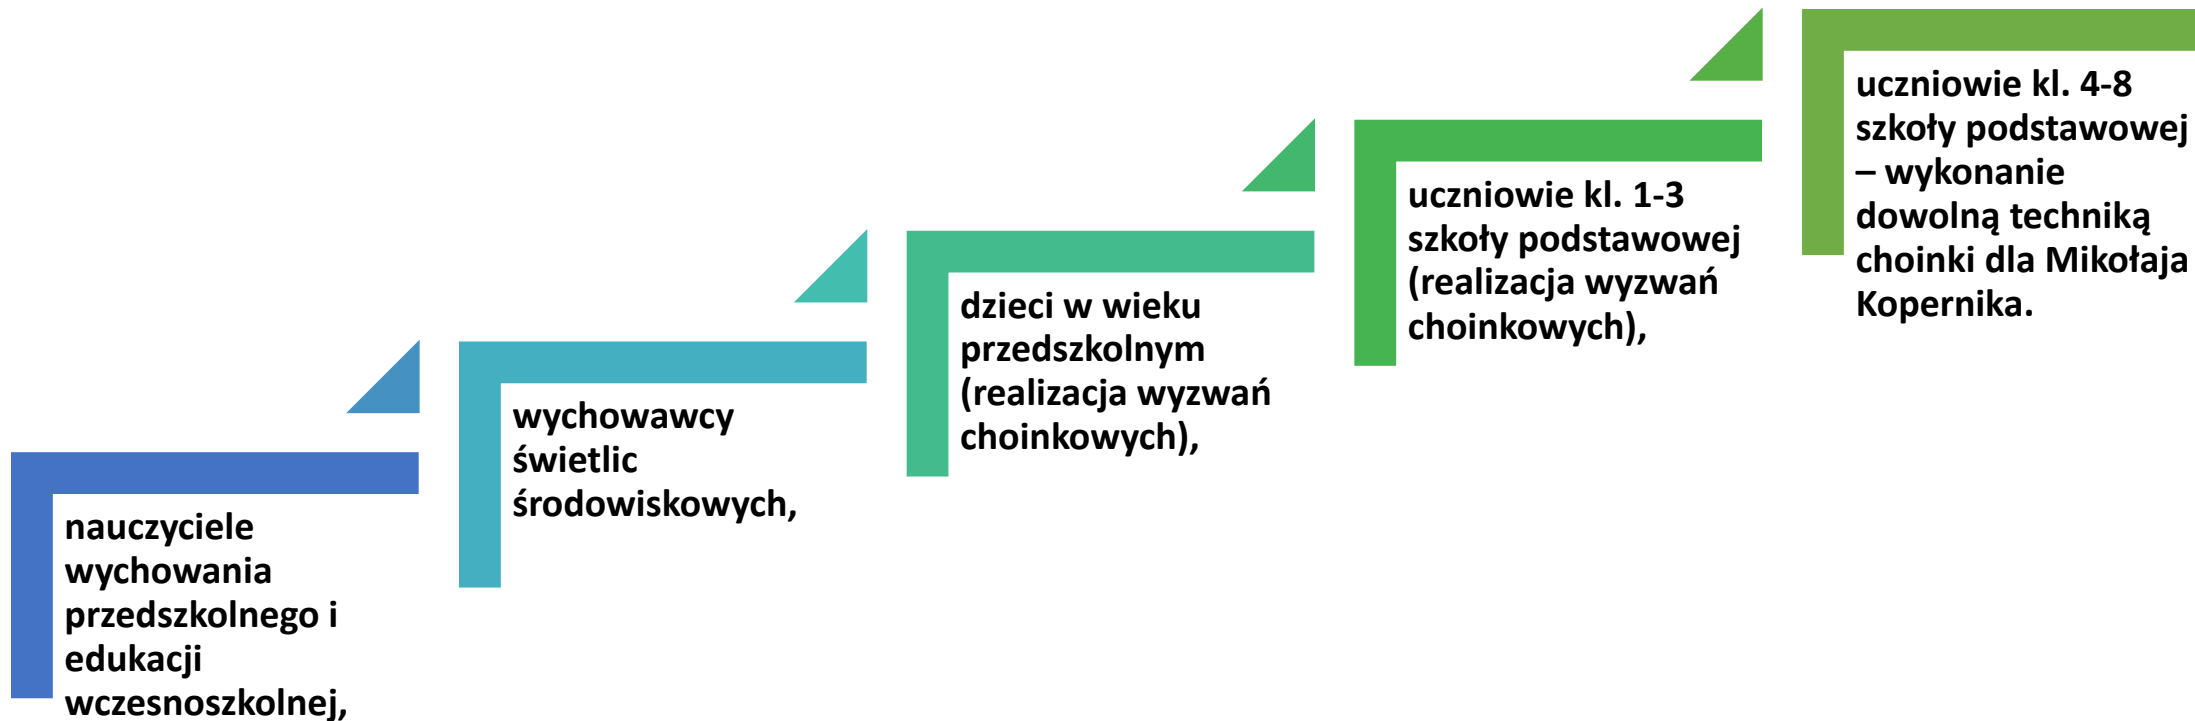 nauczyciele
wychowania
przedszkolnego i
edukacji
wczesnoszkolnej,
wychowawcy
świetlic
środowiskowych,
dzieci w wieku
przedszkolnym
(realizacja wyzwań
choinkowych),
uczniowie kl. 1-3
szkoły podstawowej
(realizacja wyzwań
choinkowych),
uczniowie kl. 4-8
szkoły podstawowej
– wykonanie
dowolną techniką
choinki dla Mikołaja
Kopernika.